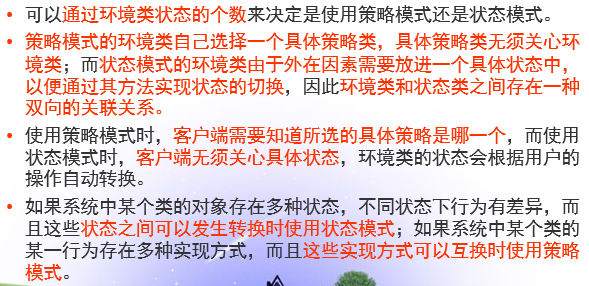 • 可以通过环境类状态的个数来决定是使用策略模式还是状态模式。
• 策略模式的环境类自己选择一个具体策略类，具体策略类无须关心环
境类；而状态模式的环境类由于外在因素需要放进一个具体状态中，
以便通过其方法实现状态的切换，因此环境类和状态类之间存在一种
双向的关联关系。
• 使用策略模式时，客户端需要知道所选的具体策略是哪一个，而使用
状态模式时，客户端无须关心具体状态，环境类的状态会根据用户的
操作自动转换。
• 如果系统中某个类的对象存在多种状态，不同状态下行为有差异，而
且这些状态之间可以发生转换时使用状态模式；如果系统中某个类的
某一行为存在多种实现方式，而且这些实现方式可以互换时使用策略
模式。